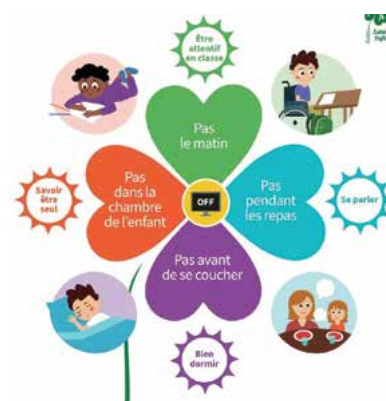 Être
attentif
en classe
Pas
le matin
Savoir
être
seul
Pas
dans la
chambre
de l'enfant
OFF
Pas
pendant
les repas
Se parler
Pas avant
de se coucher
Bien
dormir